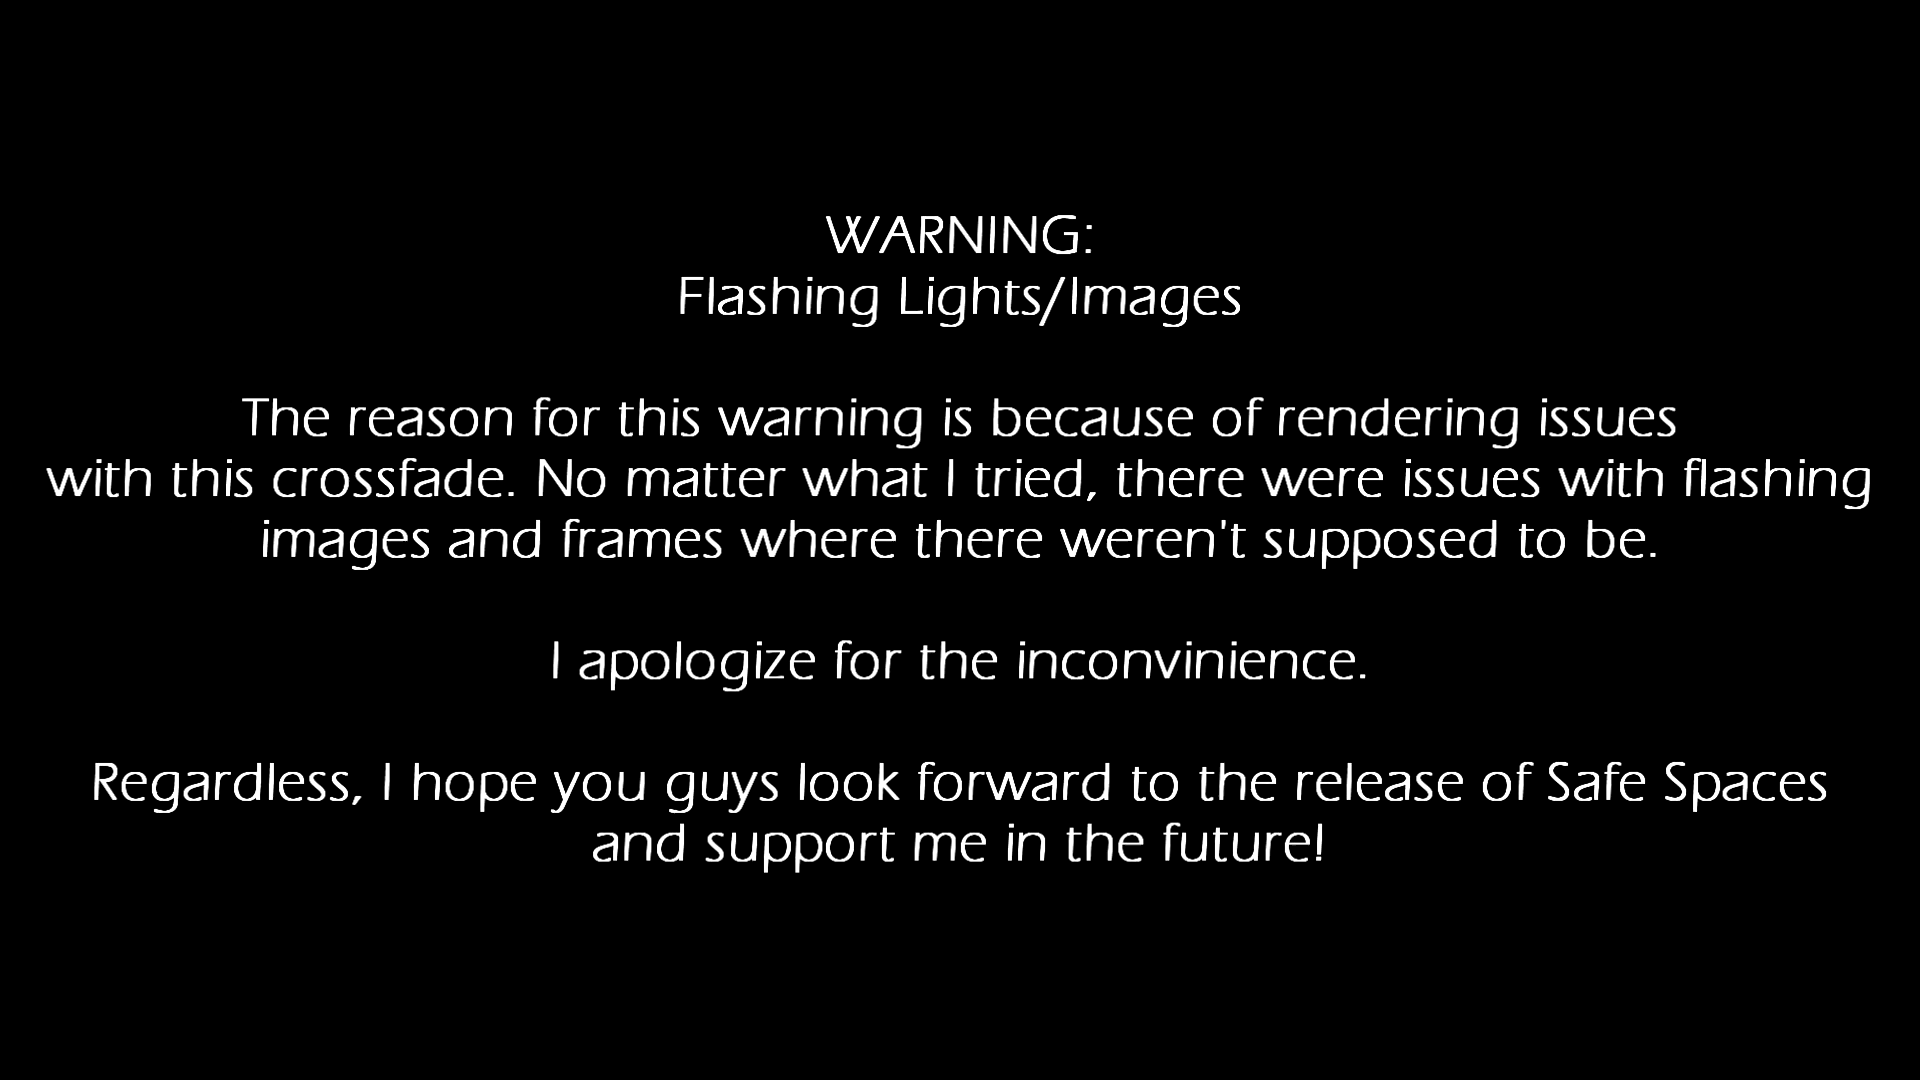 WARNING:
Flashing Lights/Images
The reason for this warning is because of rendering issues
with this crossfade. No matter what I tried, there were issues with flashing
images and frames where there weren't supposed to be.
I apologize for the inconvinience.
Regardless, I hope you guys look forward to the release of Safe Spaces
and support me in the future!